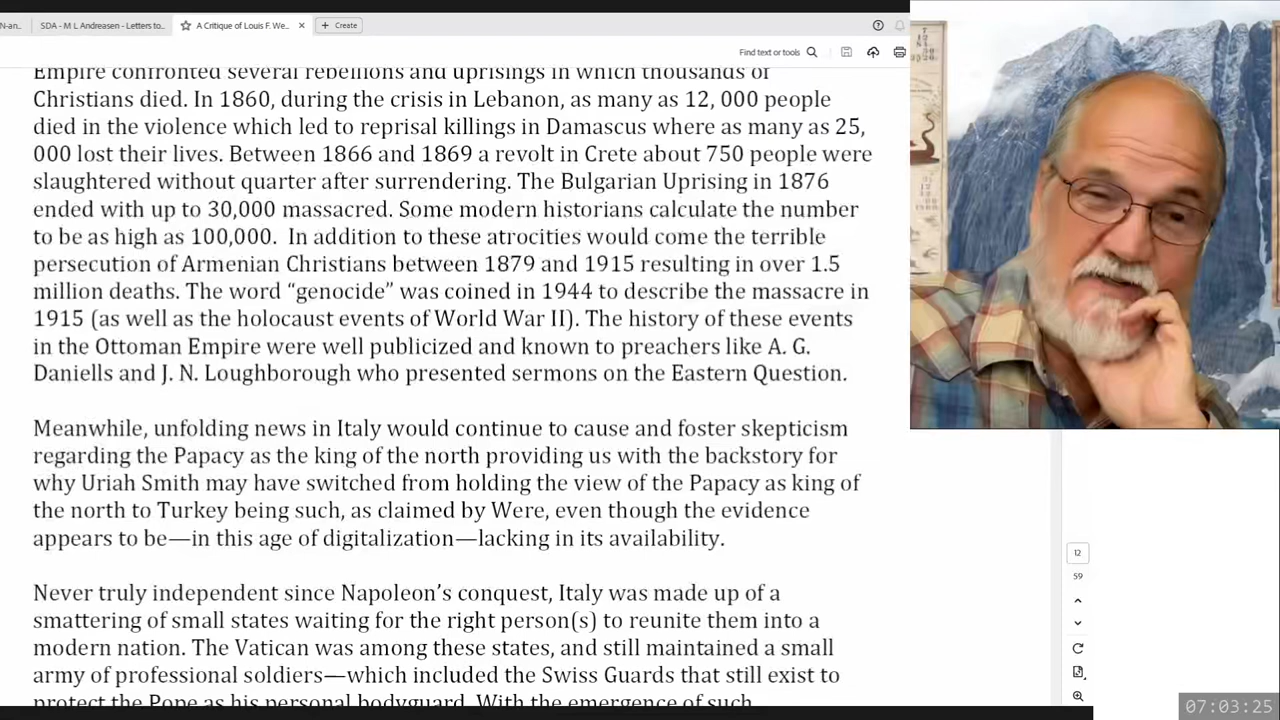 N-an..
SDA - M L Andreasen - Letters to...
A Critique of Louis F. We...
Create
Find text or tools
Empire confronted several rebellions and uprisings in which thousands of
Christians died. In 1860, during the crisis in Lebanon, as many as 12, 000 people
died in the violence which led to reprisal killings in Damascus where as many as 25,
000 lost their lives. Between 1866 and 1869 a revolt in Crete about 750 people were
slaughtered without quarter after surrendering. The Bulgarian Uprising in 1876
ended with up to 30,000 massacred. Some modern historians calculate the number
to be as high as 100,000.  In addition to these atrocities would come the terrible
persecution of Armenian Christians between 1879 and 1915 resulting in over 1.5
million deaths. The word “genocide” was coined in 1944 to describe the massacre in
1915 (as well as the holocaust events of World War II). The history of these events
in the Ottoman Empire were well publicized and known to preachers like A. G.
Daniells and J. N. Loughborough who presented sermons on the Eastern Question.
Meanwhile, unfolding news in Italy would continue to cause and foster skepticism
regarding the Papacy as the king of the north providing us with the backstory for
why Uriah Smith may have switched from holding the view of the Papacy as king of
the north to Turkey being such, as claimed by Were, even though the evidence
appears to be—in this age of digitalization—lacking in its availability.
Never truly independent since Napoleon’s conquest, Italy was made up of a
smattering of small states waiting for the right person(s) to reunite them into a
modern nation. The Vatican was among these states, and still maintained a small
army of professional soldiers—which included the Swiss Guards that still exist to
protect the Pope as his personal bodyguard. With the emergence of such
12
59
07:03:25